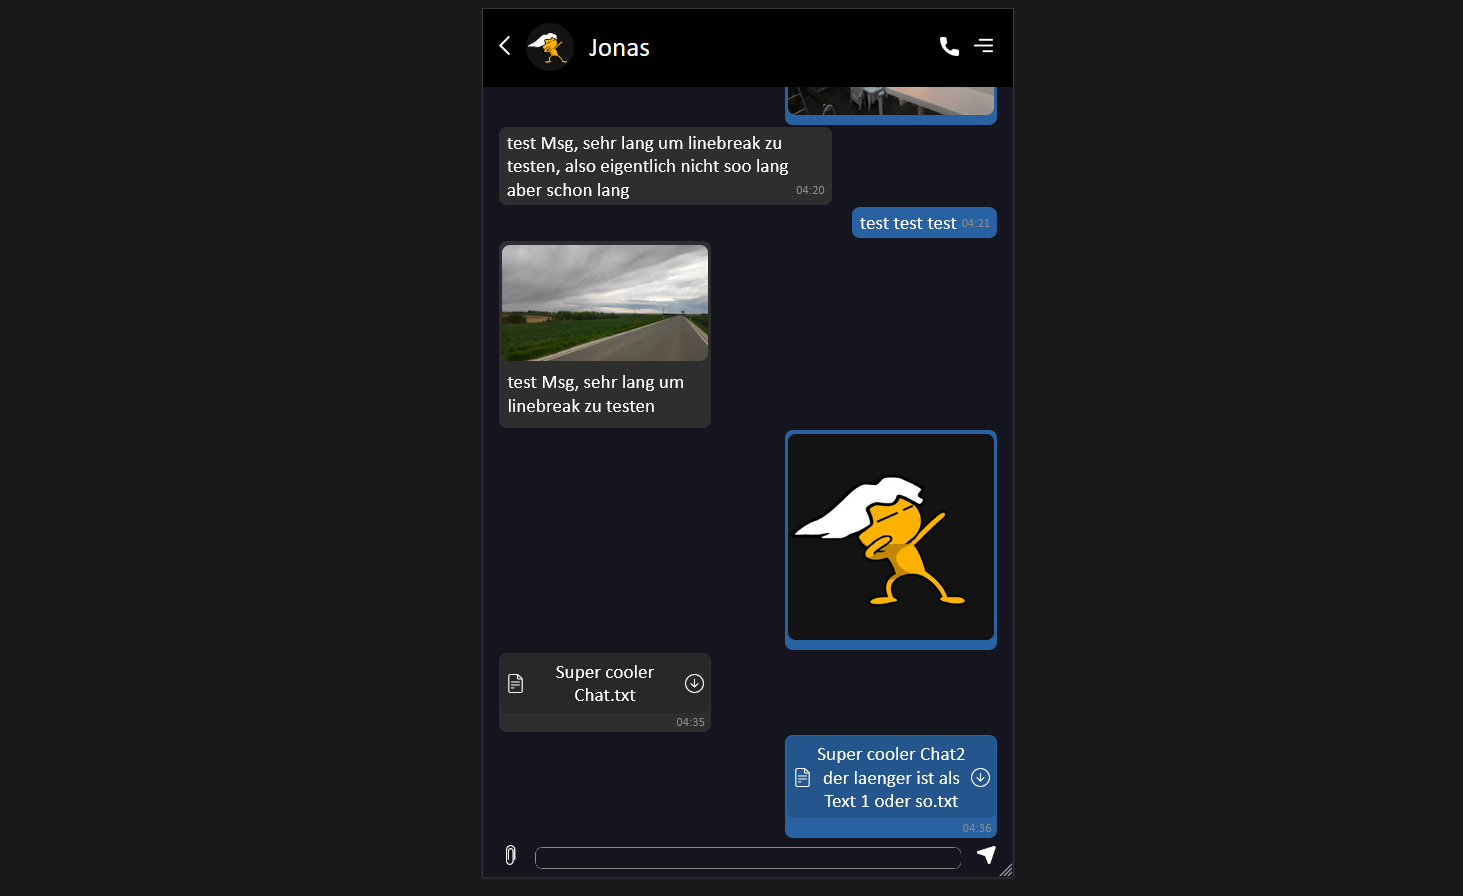 Jonas
test Msg, sehr lang um linebreak zu
testen, also eigentlich nicht soo lang
aber schon lang
04:20
test test test 04:21
test Msg, sehr lang um
linebreak zu testen
Super cooler
Chat.txt
04:35
Super cooler Chat2
der laenger ist als
Text 1 oder so.txt
04:36